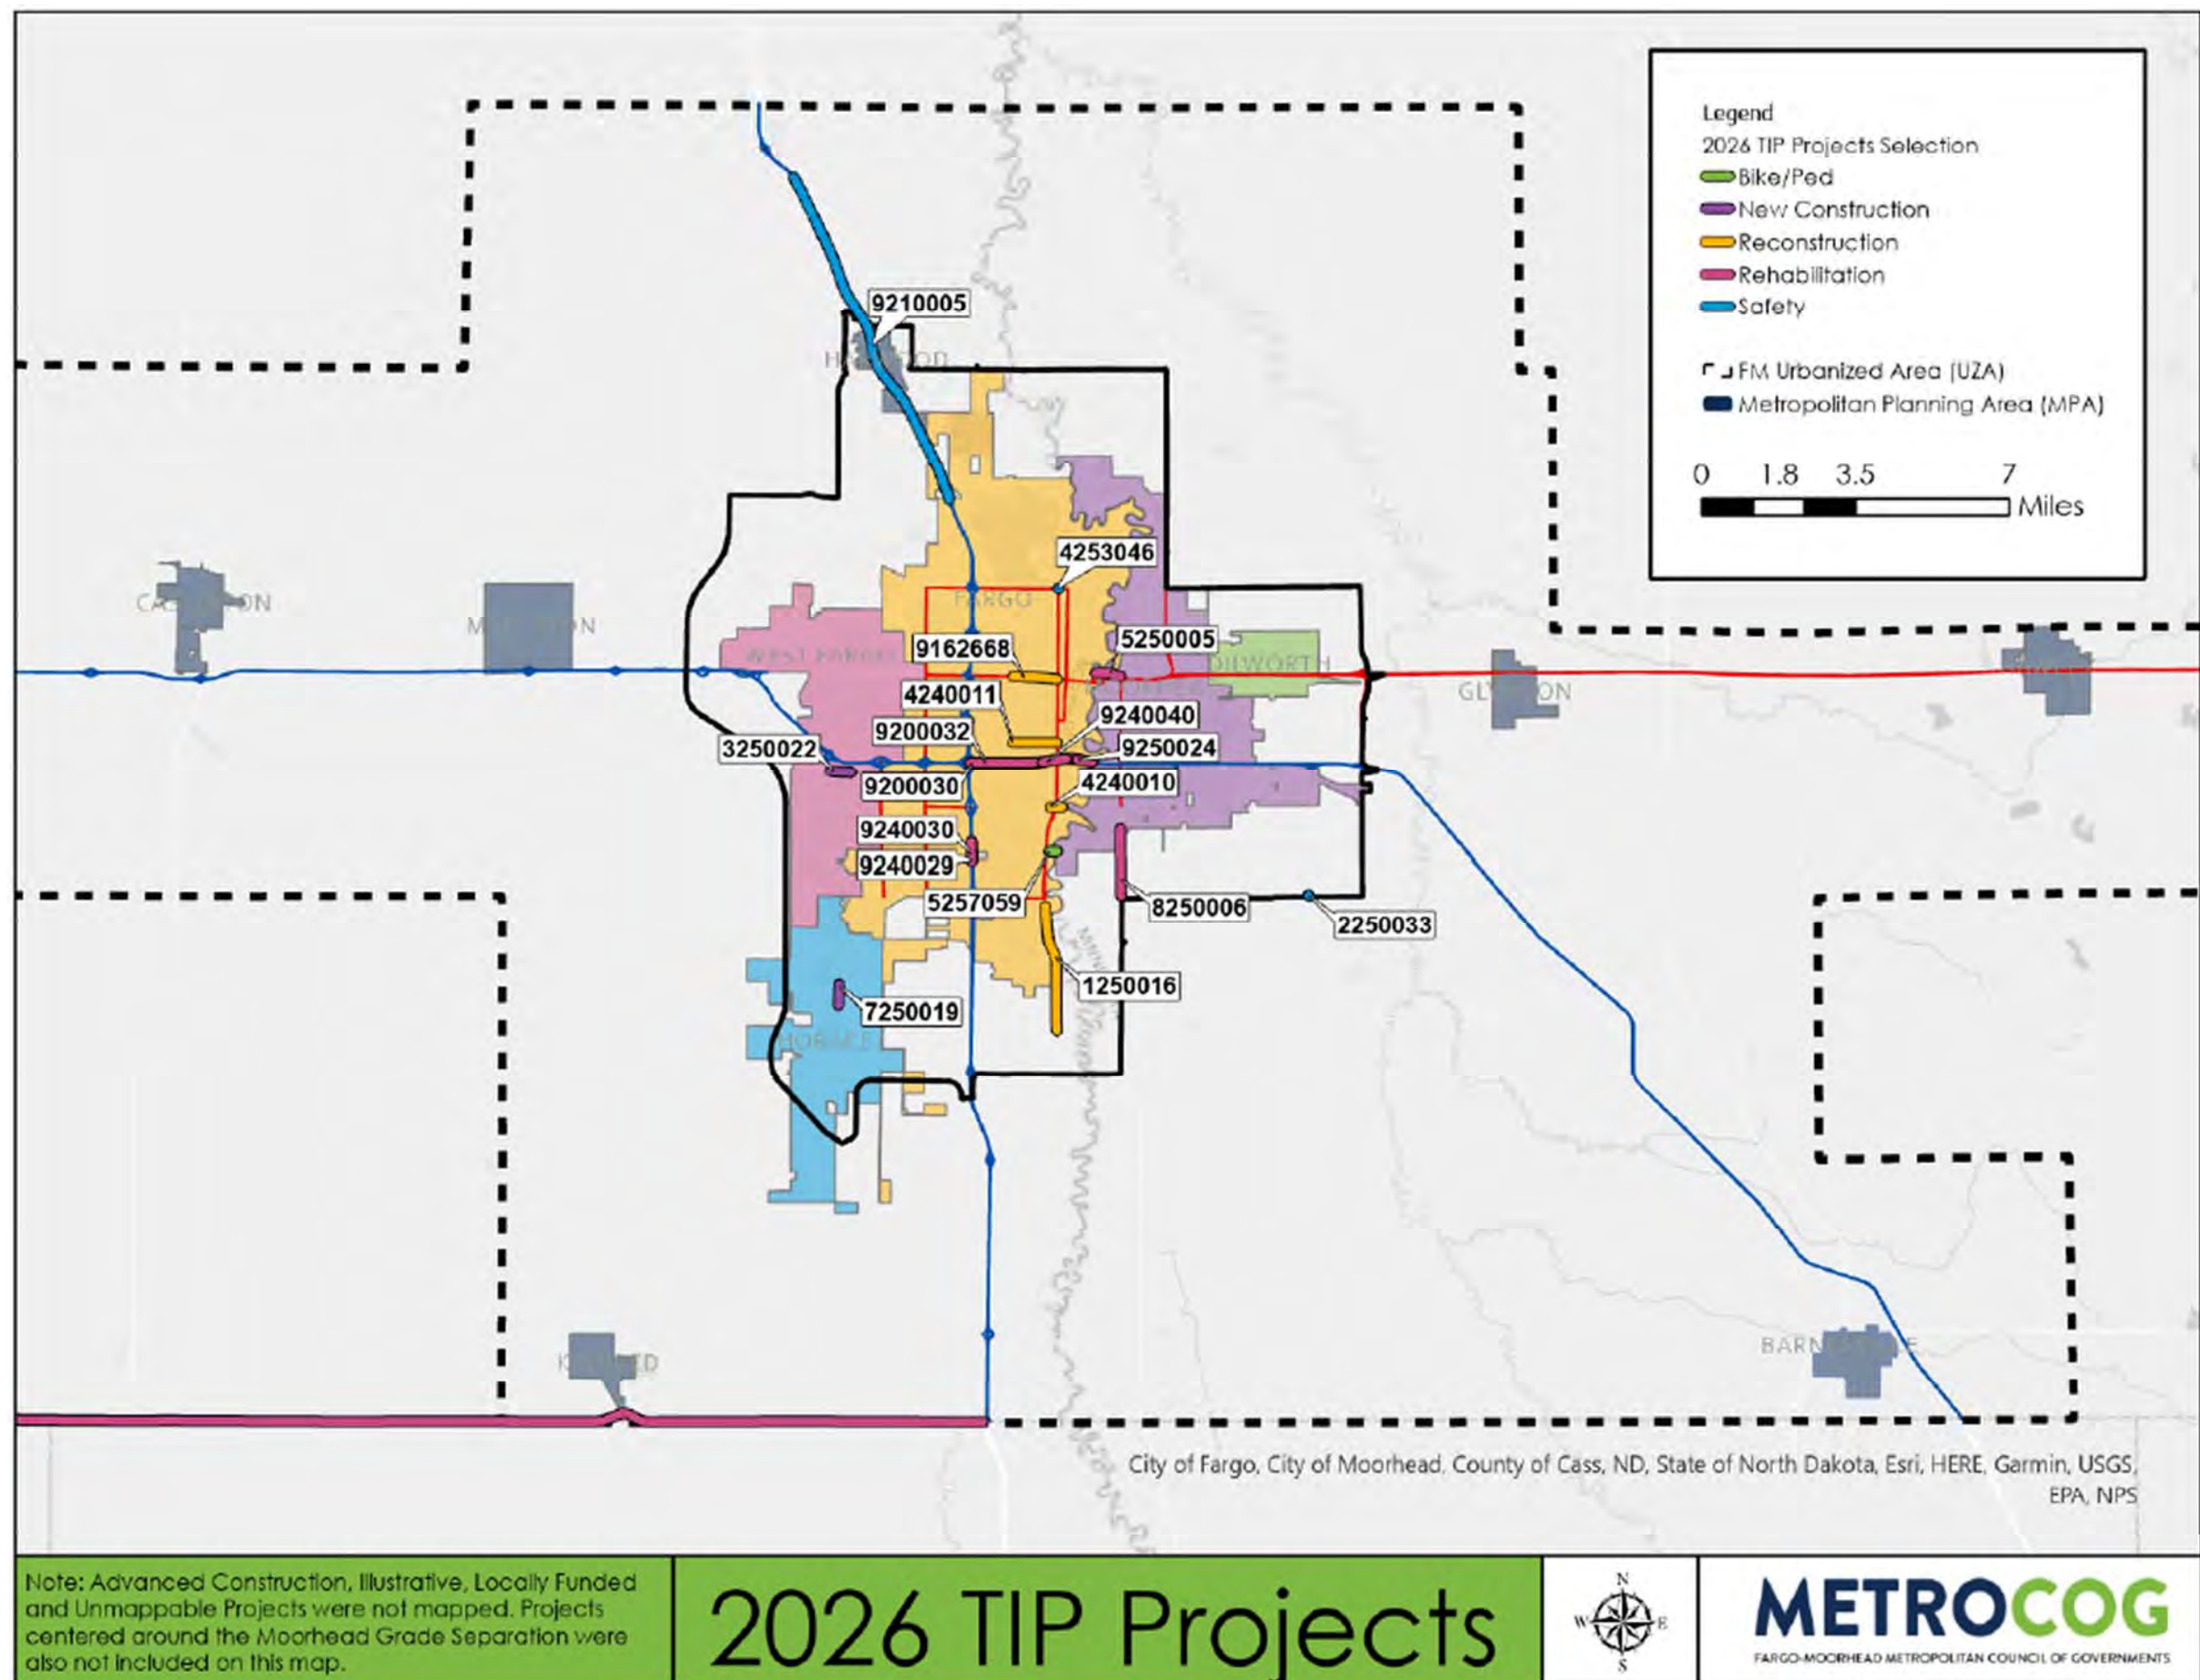 Legend
2026 TIP Projects Selection
Bike/Ped
New Construction
Reconstruction
Rehabilitation
Safety
FM Urbanized Area (UZA)
Metropolitan Planning Area (MPA)
0 1.8 3.5 7
Miles
9210005
4253046
FARGO
9162668
5250005
WEST FARGO
DILWORTH
4240011
9240040
9200032
3250022
9250024
9200030
4240010
9240030
9240029
5257059
8250006
2250033
1250016
7250019
HORACE
City of Fargo, City of Moorhead, County of Cass, ND, State of North Dakota, Esri, HERE, Garmin, USGS,
EPA, NPS
Note: Advanced Construction, Illustrative, Locally Funded
and Unmappable Projects were not mapped. Projects
centered around the Moorhead Grade Separation were
also not included on this map.
2026 TIP Projects
N
W E
S
METROCOG
FARGO-MOORHEAD METROPOLITAN COUNCIL OF GOVERNMENTS